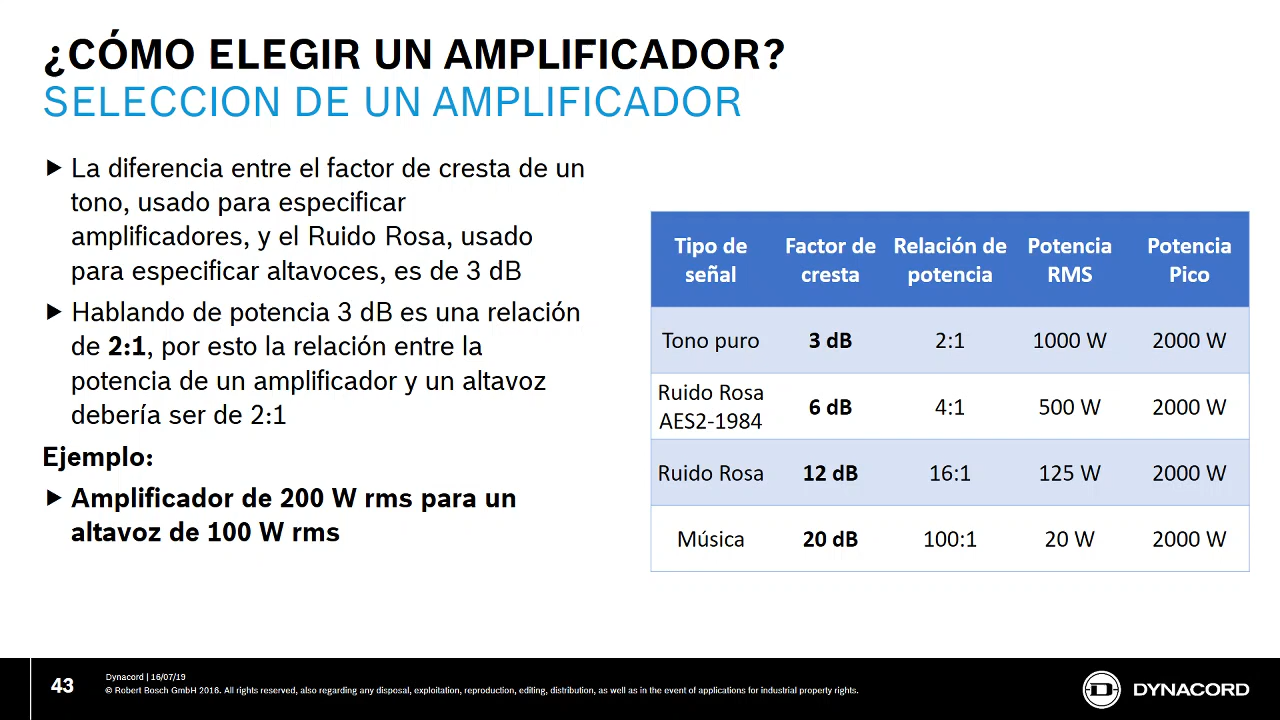 ¿CÓMO ELEGIR UN AMPLIFICADOR?
SELECCION DE UN AMPLIFICADOR
La diferencia entre el factor de cresta de un
tono, usado para especificar
amplificadores, y el Ruido Rosa, usado
para especificar altavoces, es de 3 dB
Hablando de potencia 3 dB es una relación
de 2:1, por esto la relación entre la
potencia de un amplificador y un altavoz
debería ser de 2:1
Ejemplo:
Amplificador de 200 W rms para un
altavoz de 100 W rms
Tipo de señal Factor de cresta Relación de potencia Potencia RMS Potencia Pico
Tono puro 3 dB 2:1 1000 W 2000 W
Ruido Rosa AES2-1984 6 dB 4:1 500 W 2000 W
Ruido Rosa 12 dB 16:1 125 W 2000 W
Música 20 dB 100:1 20 W 2000 W
43
Dynacord | 16/07/19
© Robert Bosch GmbH 2016. All rights reserved, also regarding any disposal, exploitation, reproduction, editing, distribution, as well as in the event of applications for industrial property rights.
DYNACORD